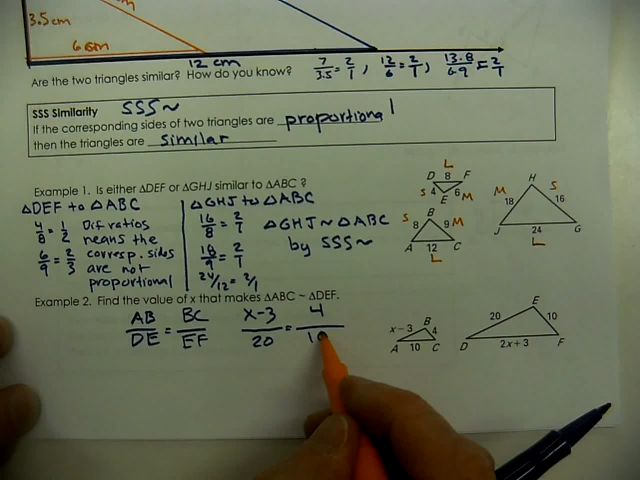 3.5 cm
6 cm
12 cm
Are the two triangles similar? How do you know? 7/3.5 = 2/1, 12/6 = 2/1, 13.8/6.9 = 2/1
SSS Similarity SSS~
If the corresponding sides of two triangles are proportional
then the triangles are similar
Example 1. Is either ΔDEF or ΔGHJ similar to ΔABC ?
ΔDEF to ΔABC
4/8 = 1/2 Dif ratios
means the
6/9 = 2/3 corresp. sides
are not
proportional
ΔGHJ to ΔABC
16/8 = 2/1
18/9 = 2/1
24/12 = 2/1
ΔGHJ ~ ΔABC
by SSS~
L
D 8 F
S 4 6 M
E
B
S 8 9 M
A 12 C
L
H
M 18 16 S
J 24 G
L
Example 2. Find the value of x that makes ΔABC ~ ΔDEF.
AB/DE = BC/EF x-3/20 = 4/10
x − 3 B 4
A 10 C
E
20 10
D 2x + 3 F